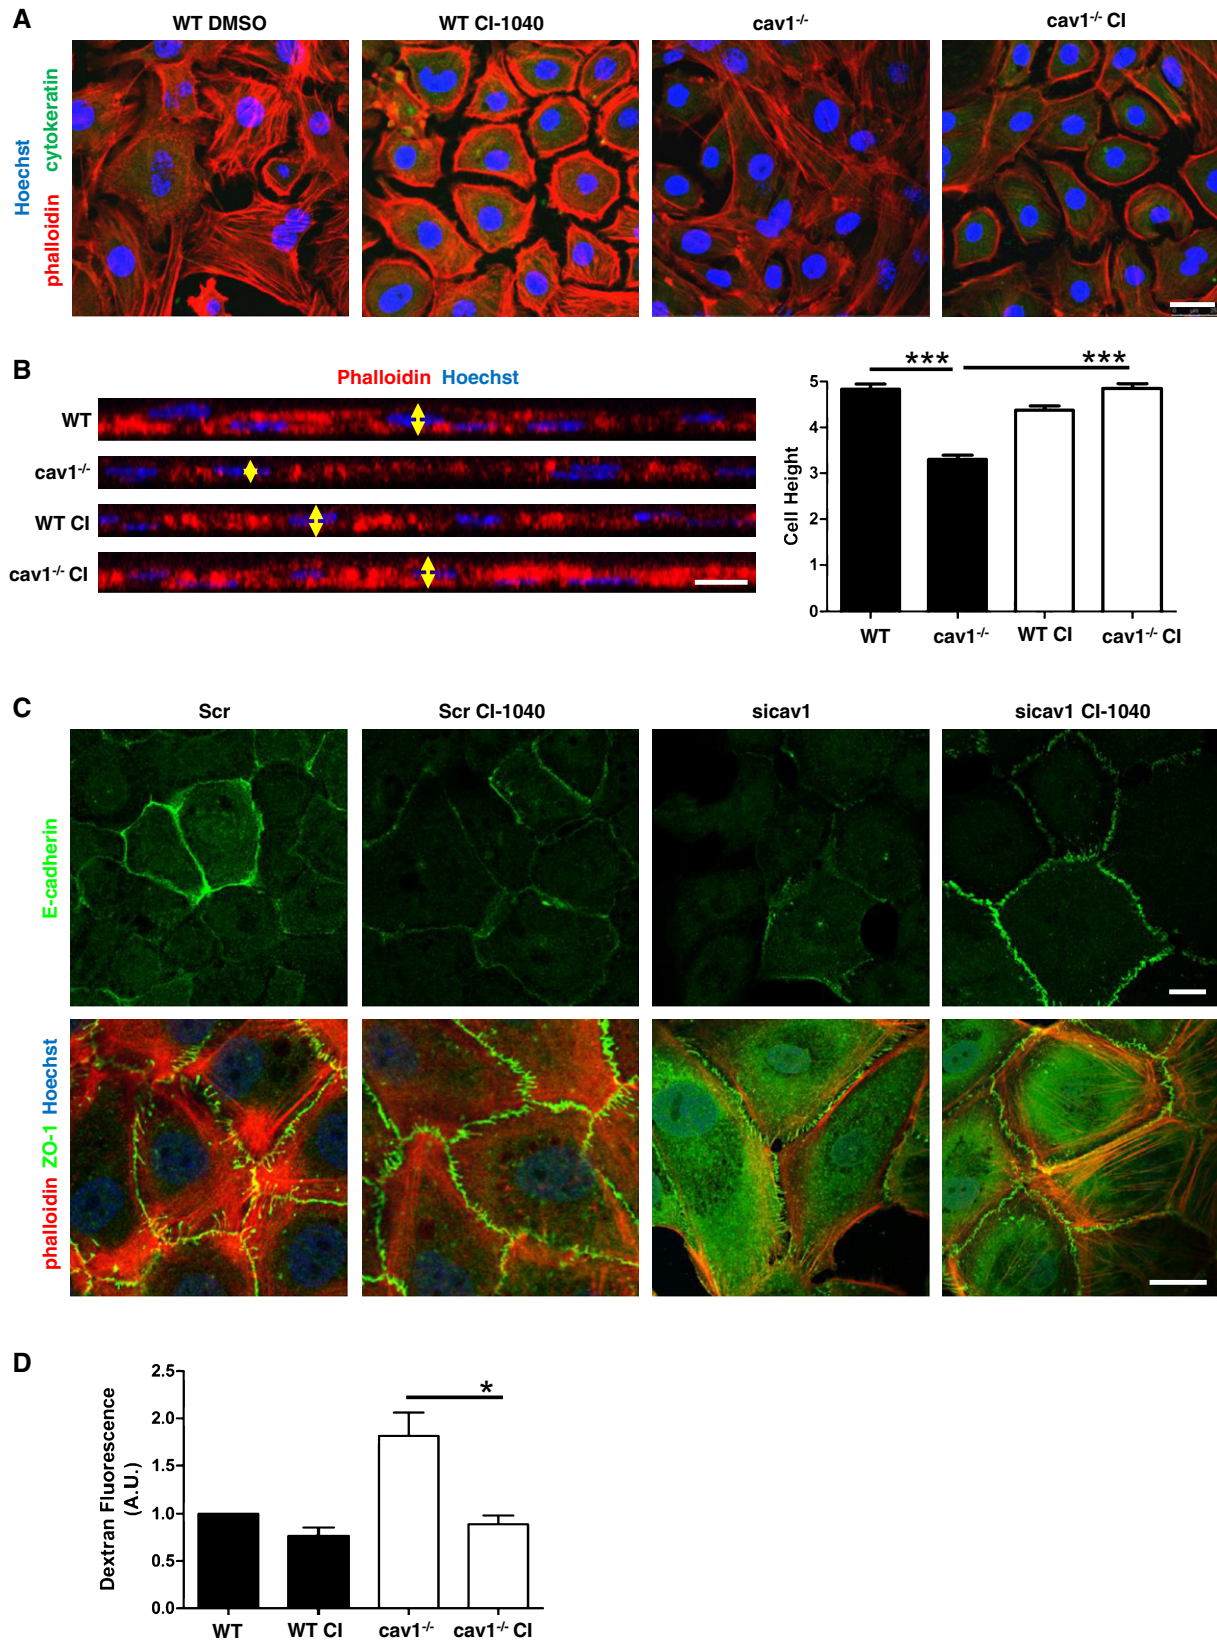 A
WT DMSO
WT CI-1040
cav1-/-
cav1-/- CI
phalloidin cytokeratin
Hoechst
0 µm 25
B
Phalloidin Hoechst
WT
cav1-/-
WT CI
cav1-/- CI
*** ***
Cell Height
5
4
3
2
1
0
WT cav1-/- WT CI cav1-/- CI
C
Scr
Scr CI-1040
sicav1
sicav1 CI-1040
E-cadherin
phalloidin ZO-1 Hoechst
D
Dextran Fluorescence
(A.U.)
2.5
2.0
1.5
1.0
0.5
0.0
*
WT WT CI cav1-/- cav1-/- CI